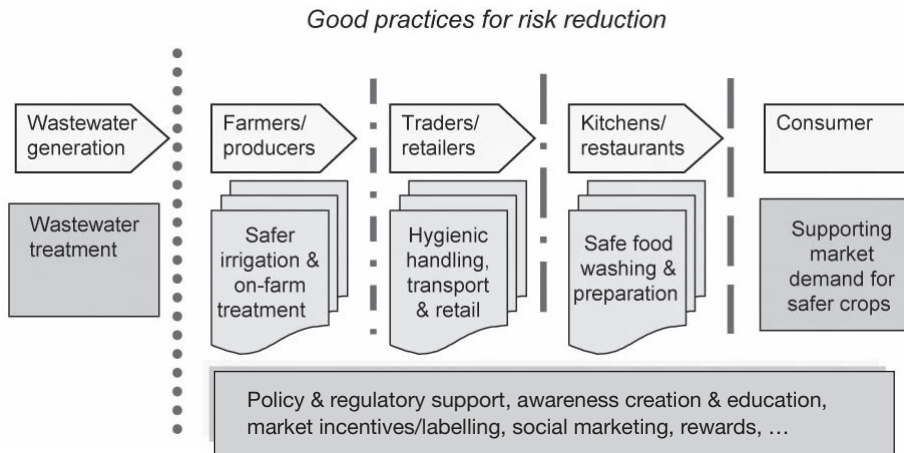 Good practices for risk reduction
Wastewater
generation
Farmers/
producers
Traders/
retailers
Kitchens/
restaurants
Consumer
Wastewater
treatment
Safer
irrigation &
on-farm
treatment
Hygienic
handling,
transport
& retail
Safe food
washing &
preparation
Supporting
market
demand for
safer crops
Policy & regulatory support, awareness creation & education,
market incentives/labelling, social marketing, rewards, …